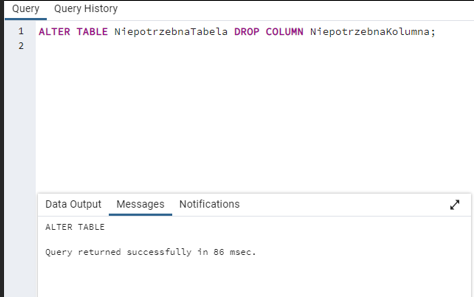 Query Query History
1 ALTER TABLE NiepotrzebnaTabela DROP COLUMN NiepotrzebnaKolumna;
2
Data Output Messages Notifications
ALTER TABLE
Query returned successfully in 86 msec.